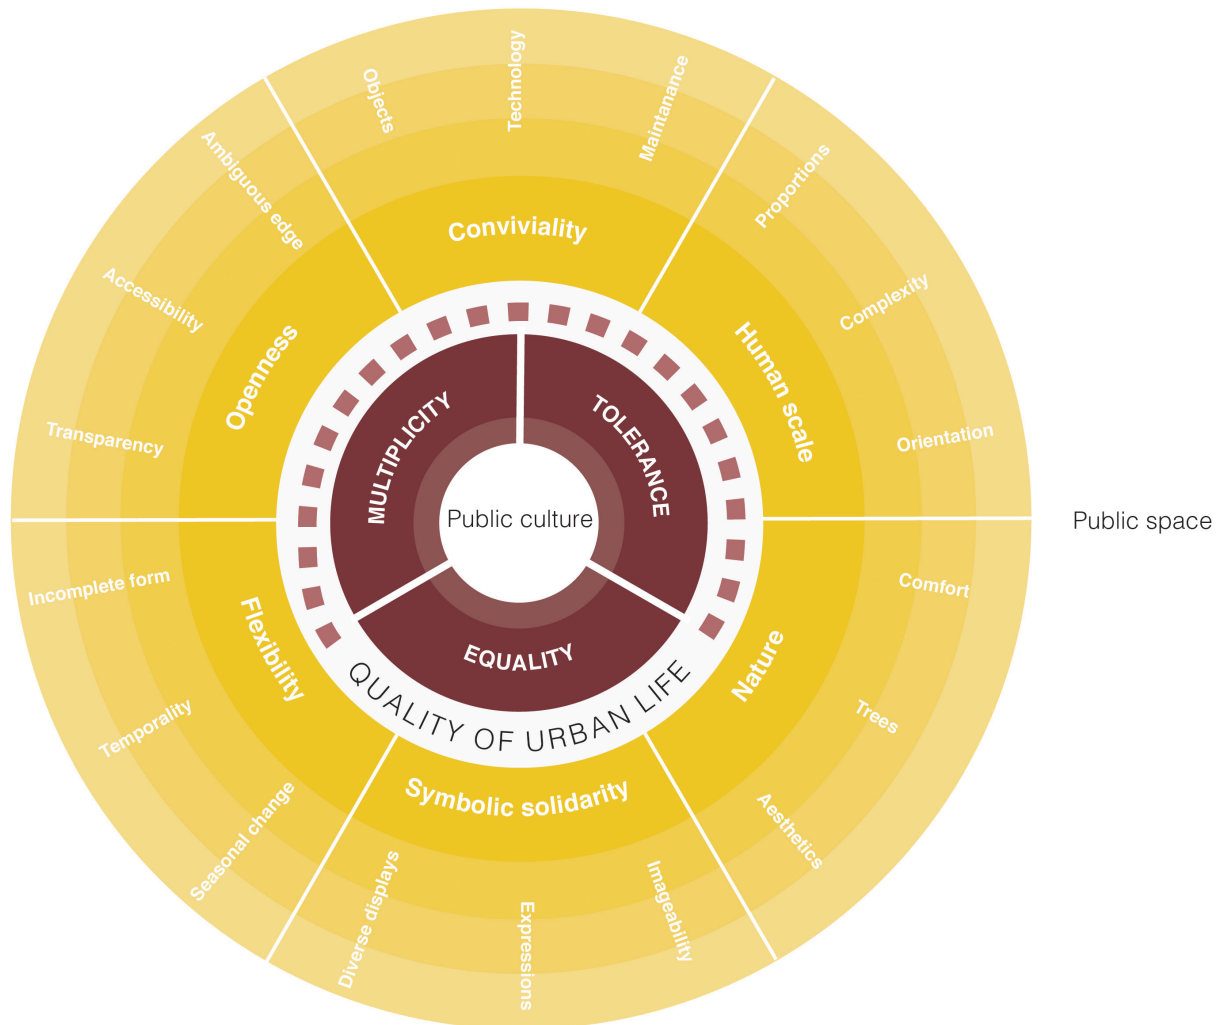 Objects
Technology
Maintanance
Conviviality
Proportions
Complexity
Orientation
Human scale
Comfort
Trees
Aesthetics
Nature
Imageability
Expressions
Diverse displays
Symbolic solidarity
Seasonal change
Temporality
Incomplete form
Flexibility
Transparency
Accessibility
Ambiguous edge
Openness
MULTIPLICITY
TOLERANCE
EQUALITY
Public culture
QUALITY OF URBAN LIFE
Public space